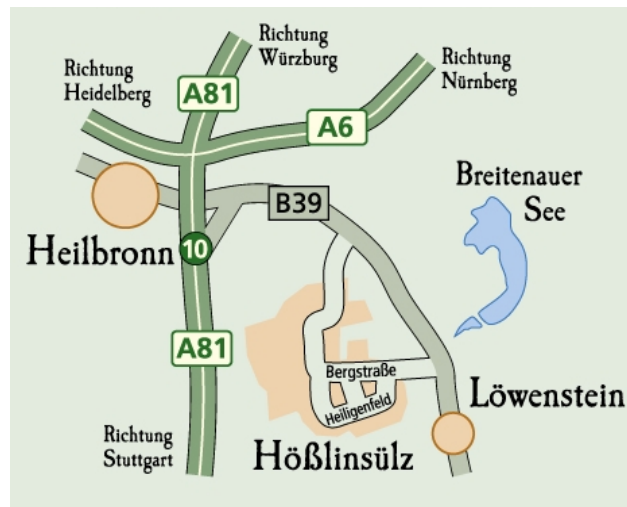 Richtung
Würzburg
Richtung
Nürnberg
Richtung
Heidelberg
A81
A6
Breitenauer
See
B39
Heilbronn
10
A81
Bergstraße
Heiligenfeld
Löwenstein
Richtung
Stuttgart
Hößlinsülz